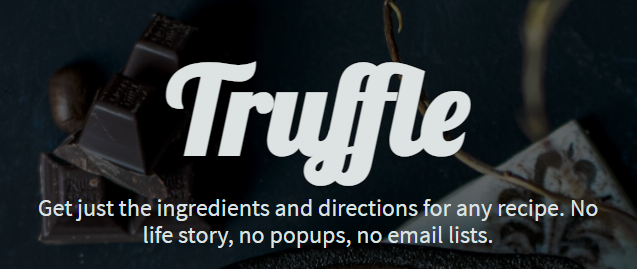 Truffle
Get just the ingredients and directions for any recipe. No
life story, no popups, no email lists.